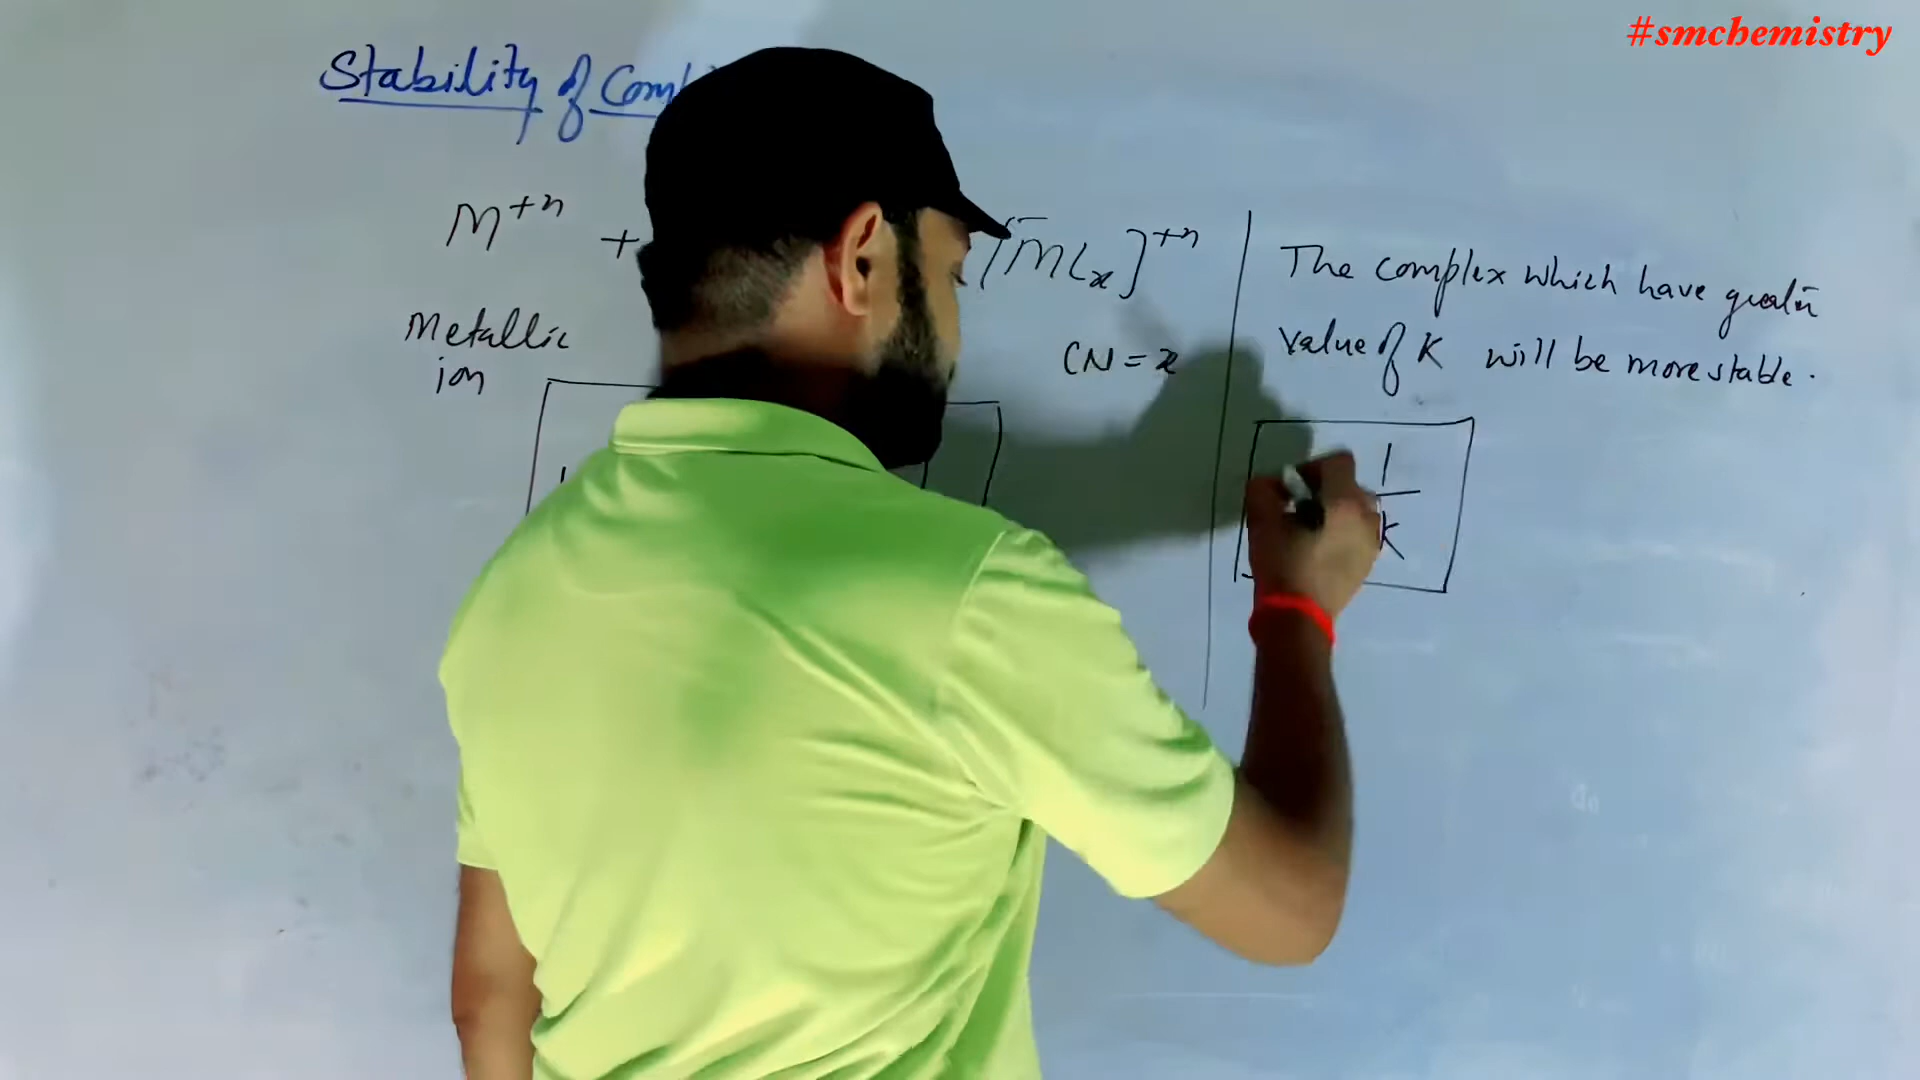 #smchemistry
Stability of
M⁺ⁿ + [MLₓ]⁺ⁿ
Metallic
ion
CN = x
The complex which have greater
value of K will be more stable.
1
K